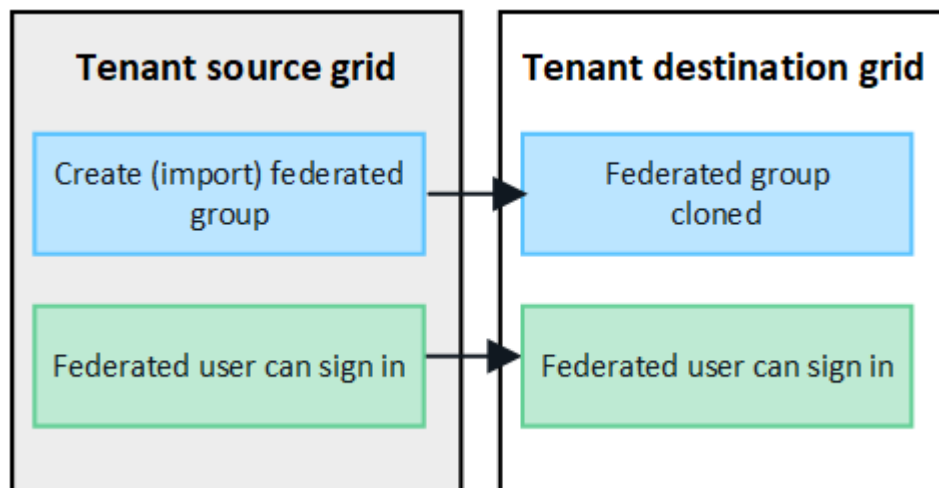 Tenant source grid
Create (import) federated
group
Federated user can sign in
Tenant destination grid
Federated group
cloned
Federated user can sign in